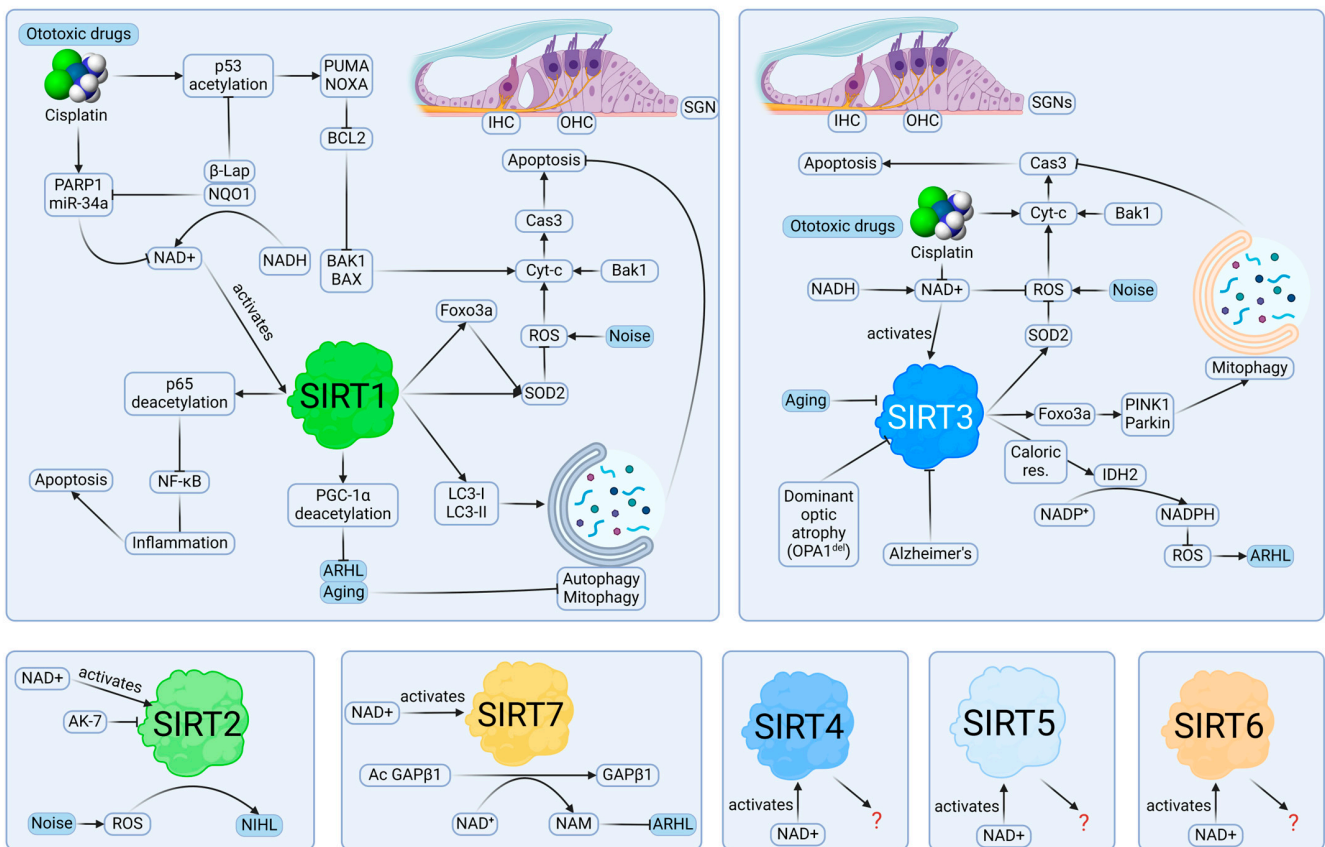 Ototoxic drugs
Cisplatin
p53
acetylation
PUMA
NOXA
BCL2
β-Lap
NQO1
PARP1
miR-34a
NAD+
NADH
BAK1
BAX
activates
IHC
OHC
SGN
Apoptosis
Cas3
Cyt-c
Bak1
Foxo3a
ROS
Noise
SOD2
SIRT1
p65
deacetylation
NF-κB
Apoptosis
Inflammation
PGC-1α
deacetylation
ARHL
Aging
LC3-I
LC3-II
Autophagy
Mitophagy
IHC
OHC
SGNs
Apoptosis
Cas3
Ototoxic drugs
Cisplatin
Cyt-c
Bak1
NADH
NAD+
ROS
Noise
activates
SOD2
Mitophagy
Aging
SIRT3
Foxo3a
PINK1
Parkin
Caloric
res.
IDH2
NADP⁺
NADPH
ROS
ARHL
Dominant
optic
atrophy
(OPA1ᵈᵉˡ)
Alzheimer's
NAD+
activates
AK-7
SIRT2
Noise
ROS
NIHL
NAD+
activates
SIRT7
Ac GAPβ1
GAPβ1
NAD⁺
NAM
ARHL
SIRT4
activates
?
NAD+
SIRT5
activates
?
NAD+
SIRT6
activates
?
NAD+